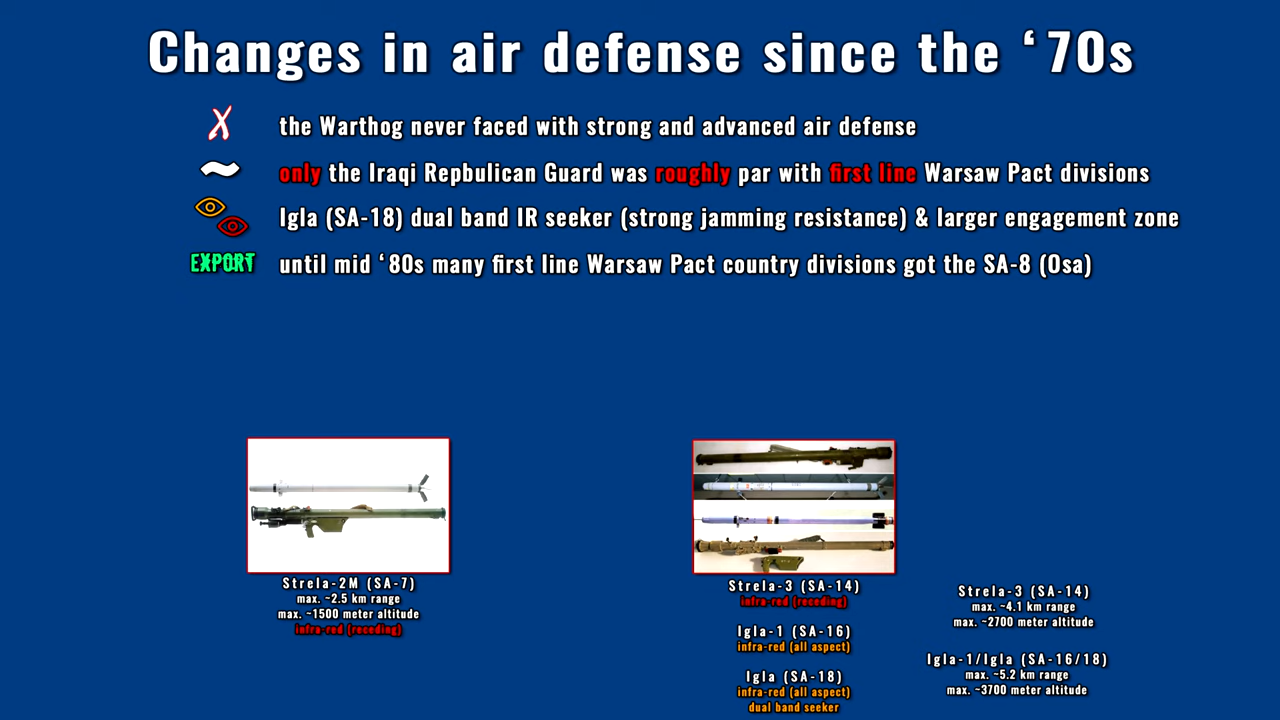 Changes in air defense since the ‘70s
the Warthog never faced with strong and advanced air defense
only the Iraqi Repbulican Guard was roughly par with first line Warsaw Pact divisions
Igla (SA-18) dual band IR seeker (strong jamming resistance) & larger engagement zone
EXPORT until mid ‘80s many first line Warsaw Pact country divisions got the SA-8 (Osa)
Strela-2M (SA-7)
max. ~2.5 km range
max. ~1500 meter altitude
infra-red (receding)
Strela-3 (SA-14)
infra-red (receding)
Igla-1 (SA-16)
infra-red (all aspect)
Igla (SA-18)
infra-red (all aspect)
dual band seeker
Strela-3 (SA-14)
max. ~4.1 km range
max. ~2700 meter altitude
Igla-1/Igla (SA-16/18)
max. ~5.2 km range
max. ~3700 meter altitude